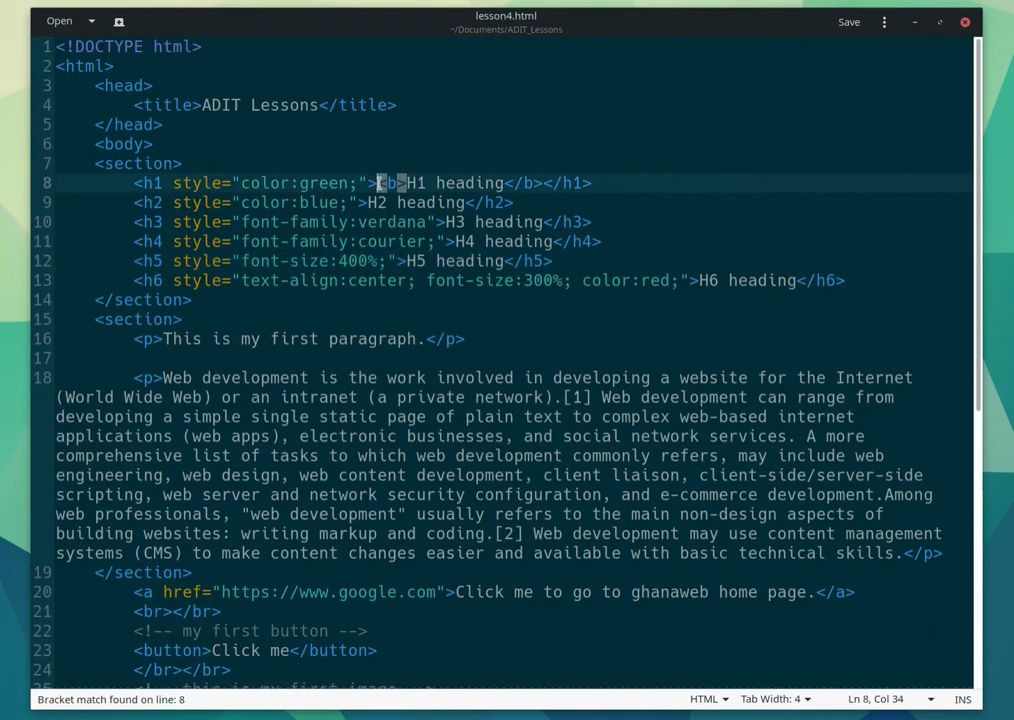 Open
lesson4.html
~/Documents/ADIT_Lessons
Save
1 <!DOCTYPE html>
2 <html>
3 <head>
4 <title>ADIT Lessons</title>
5 </head>
6 <body>
7 <section>
8 <h1 style="color:green;"><b>H1 heading</b></h1>
9 <h2 style="color:blue;">H2 heading</h2>
10 <h3 style="font-family:verdana">H3 heading</h3>
11 <h4 style="font-family:courier;">H4 heading</h4>
12 <h5 style="font-size:400%;">H5 heading</h5>
13 <h6 style="text-align:center; font-size:300%; color:red;">H6 heading</h6>
14 </section>
15 <section>
16 <p>This is my first paragraph.</p>
17
18 <p>Web development is the work involved in developing a website for the Internet
(World Wide Web) or an intranet (a private network).[1] Web development can range from
developing a simple single static page of plain text to complex web-based internet
applications (web apps), electronic businesses, and social network services. A more
comprehensive list of tasks to which web development commonly refers, may include web
engineering, web design, web content development, client liaison, client-side/server-side
scripting, web server and network security configuration, and e-commerce development.Among
web professionals, "web development" usually refers to the main non-design aspects of
building websites: writing markup and coding.[2] Web development may use content management
systems (CMS) to make content changes easier and available with basic technical skills.</p>
19 </section>
20 <a href="https://www.google.com">Click me to go to ghanaweb home page.</a>
21 <br></br>
22 <!-- my first button -->
23 <button>Click me</button>
24 </br></br>
25 <!-- this is my first image -->
Bracket match found on line: 8
HTML
Tab Width: 4
Ln 8, Col 34
INS